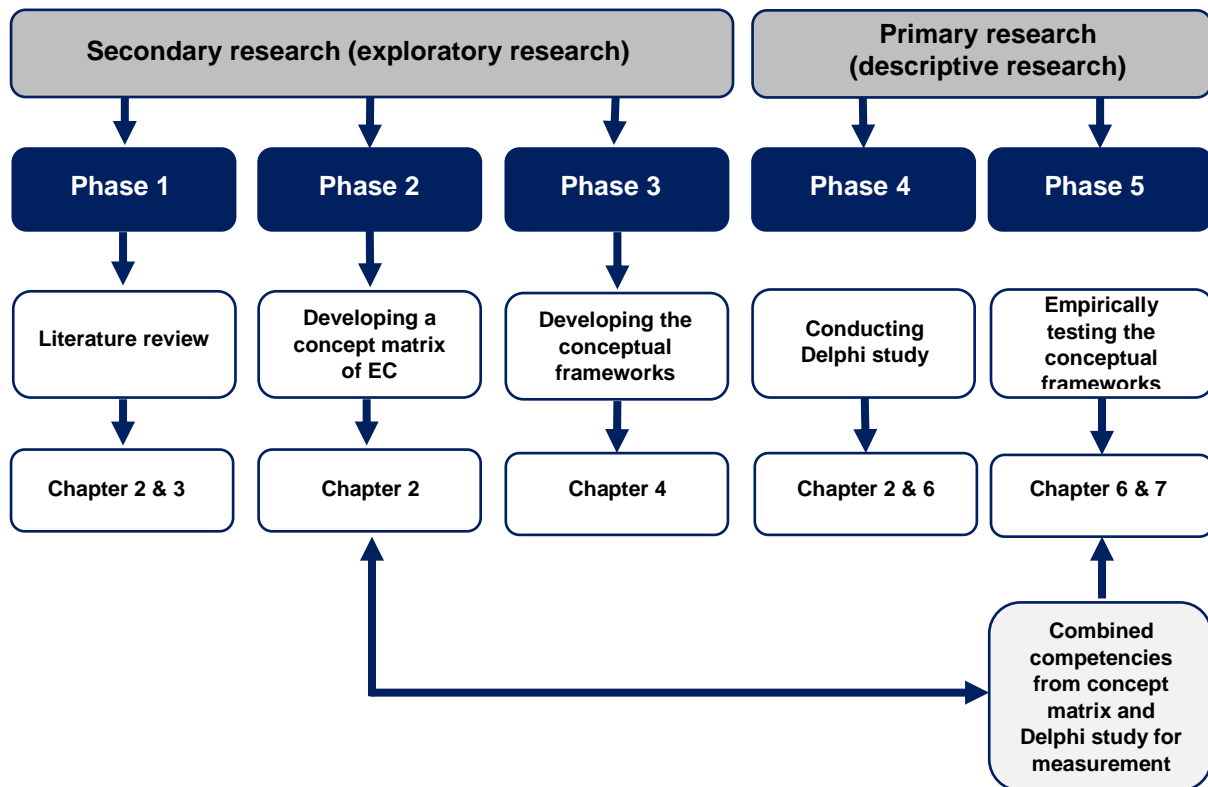 Secondary research (exploratory research)
Primary research
(descriptive research)
Phase 1
Phase 2
Phase 3
Phase 4
Phase 5
Literature review
Developing a
concept matrix
of EC
Developing the
conceptual
frameworks
Conducting
Delphi study
Empirically
testing the
conceptual
frameworks
Chapter 2 & 3
Chapter 2
Chapter 4
Chapter 2 & 6
Chapter 6 & 7
Combined
competencies
from concept
matrix and
Delphi study for
measurement